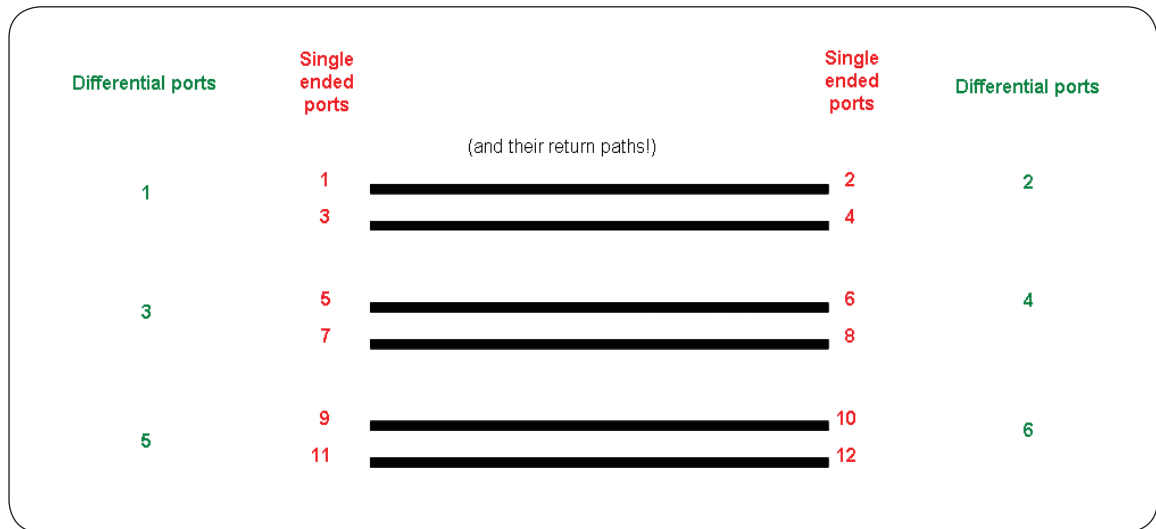 Differential ports
Single
ended
ports
Single
ended
ports
Differential ports
(and their return paths!)
1
1
2
2
3
4
3
5
6
4
7
8
5
9
10
6
11
12